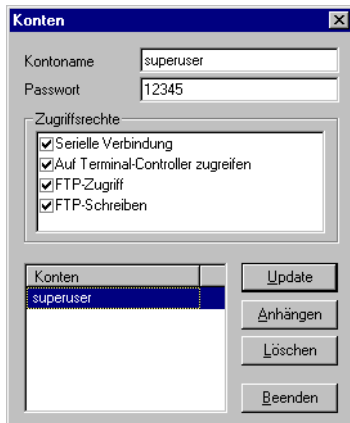 Konten
Kontoname superuser
Passwort 12345
Zugriffsrechte
Serielle Verbindung
Auf Terminal-Controller zugreifen
FTP-Zugriff
FTP-Schreiben
Konten
superuser
Update
Anhängen
Löschen
Beenden